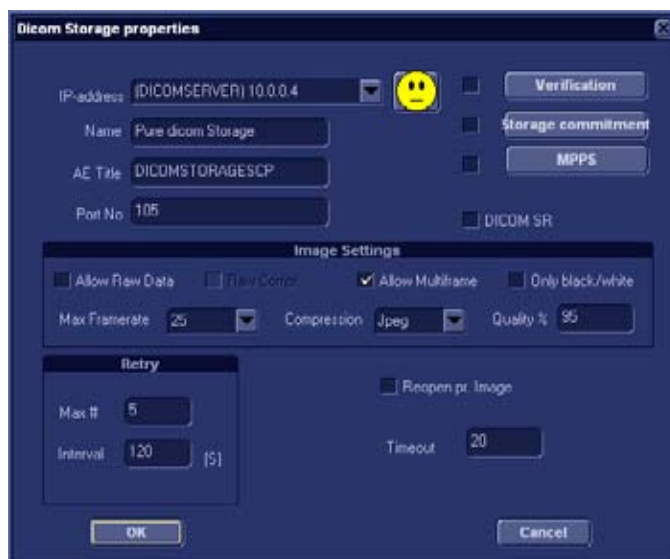 Dicom Storage properties
IP-address (DICOMSERVER) 10.0.0.4 Verification
Name Pure dicom Storage Storage commitment
AE Title DICOMSTORAGESCP MPPS
Port No 105 DICOM SR
Image Settings
Allow Raw Data Raw Compr. Allow Multiframe Only black/white
Max Framerate 25 Compression Jpeg Quality % 95
Retry
Reopen pr. Image
Max # 5
Timeout 20
Interval 120 [S]
OK Cancel